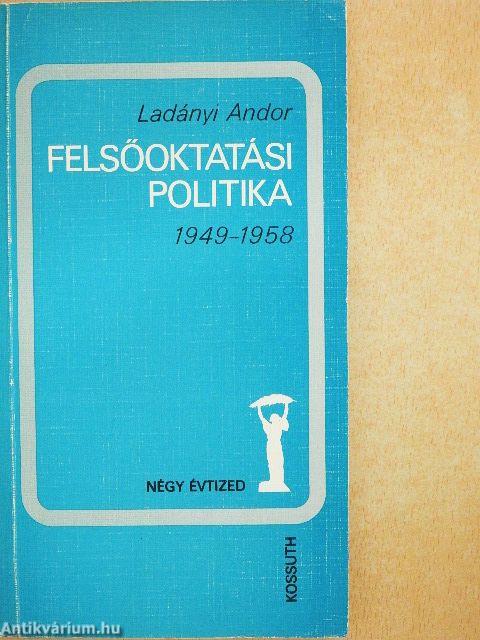 Ladányi Andor
FELSŐOKTATÁSI
POLITIKA
1949-1958
NÉGY ÉVTIZED
KOSSUTH
Antikvárium.hu